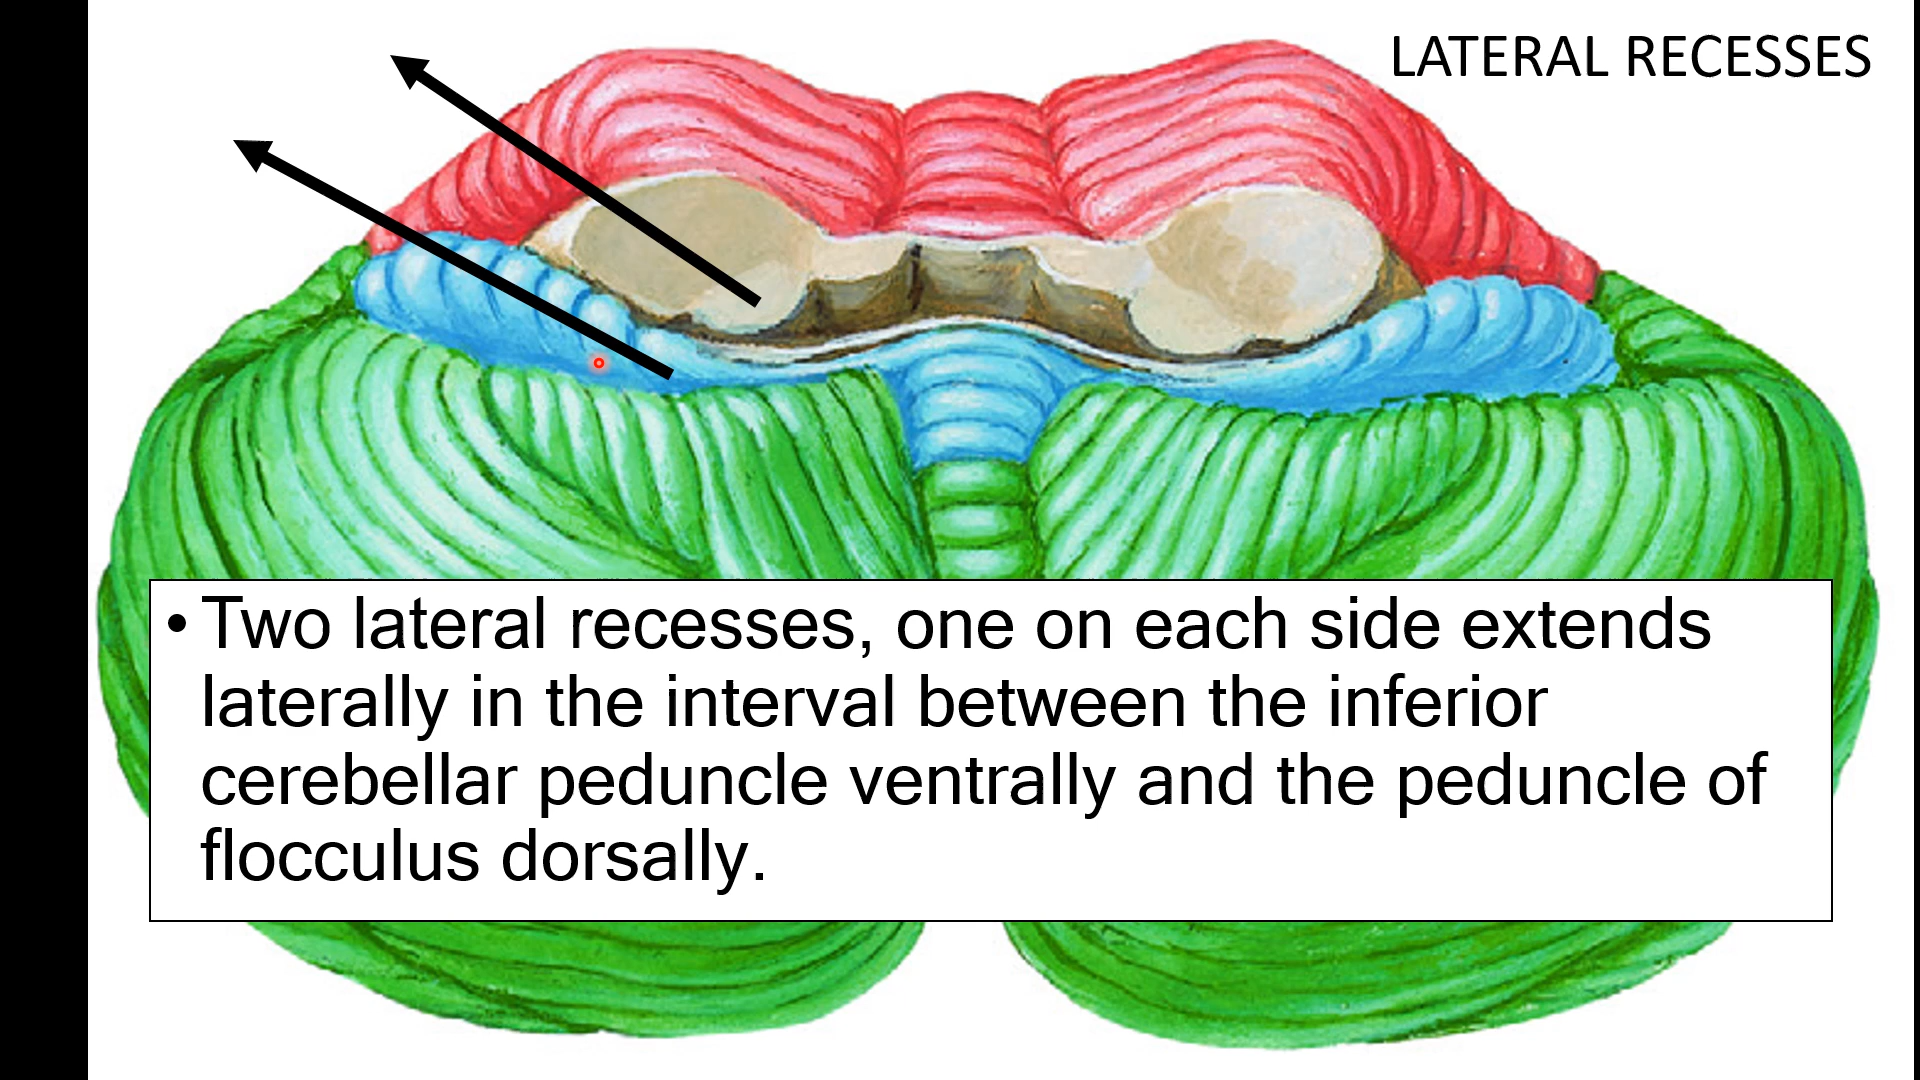 LATERAL RECESSES
• Two lateral recesses, one on each side extends
laterally in the interval between the inferior
cerebellar peduncle ventrally and the peduncle of
flocculus dorsally.